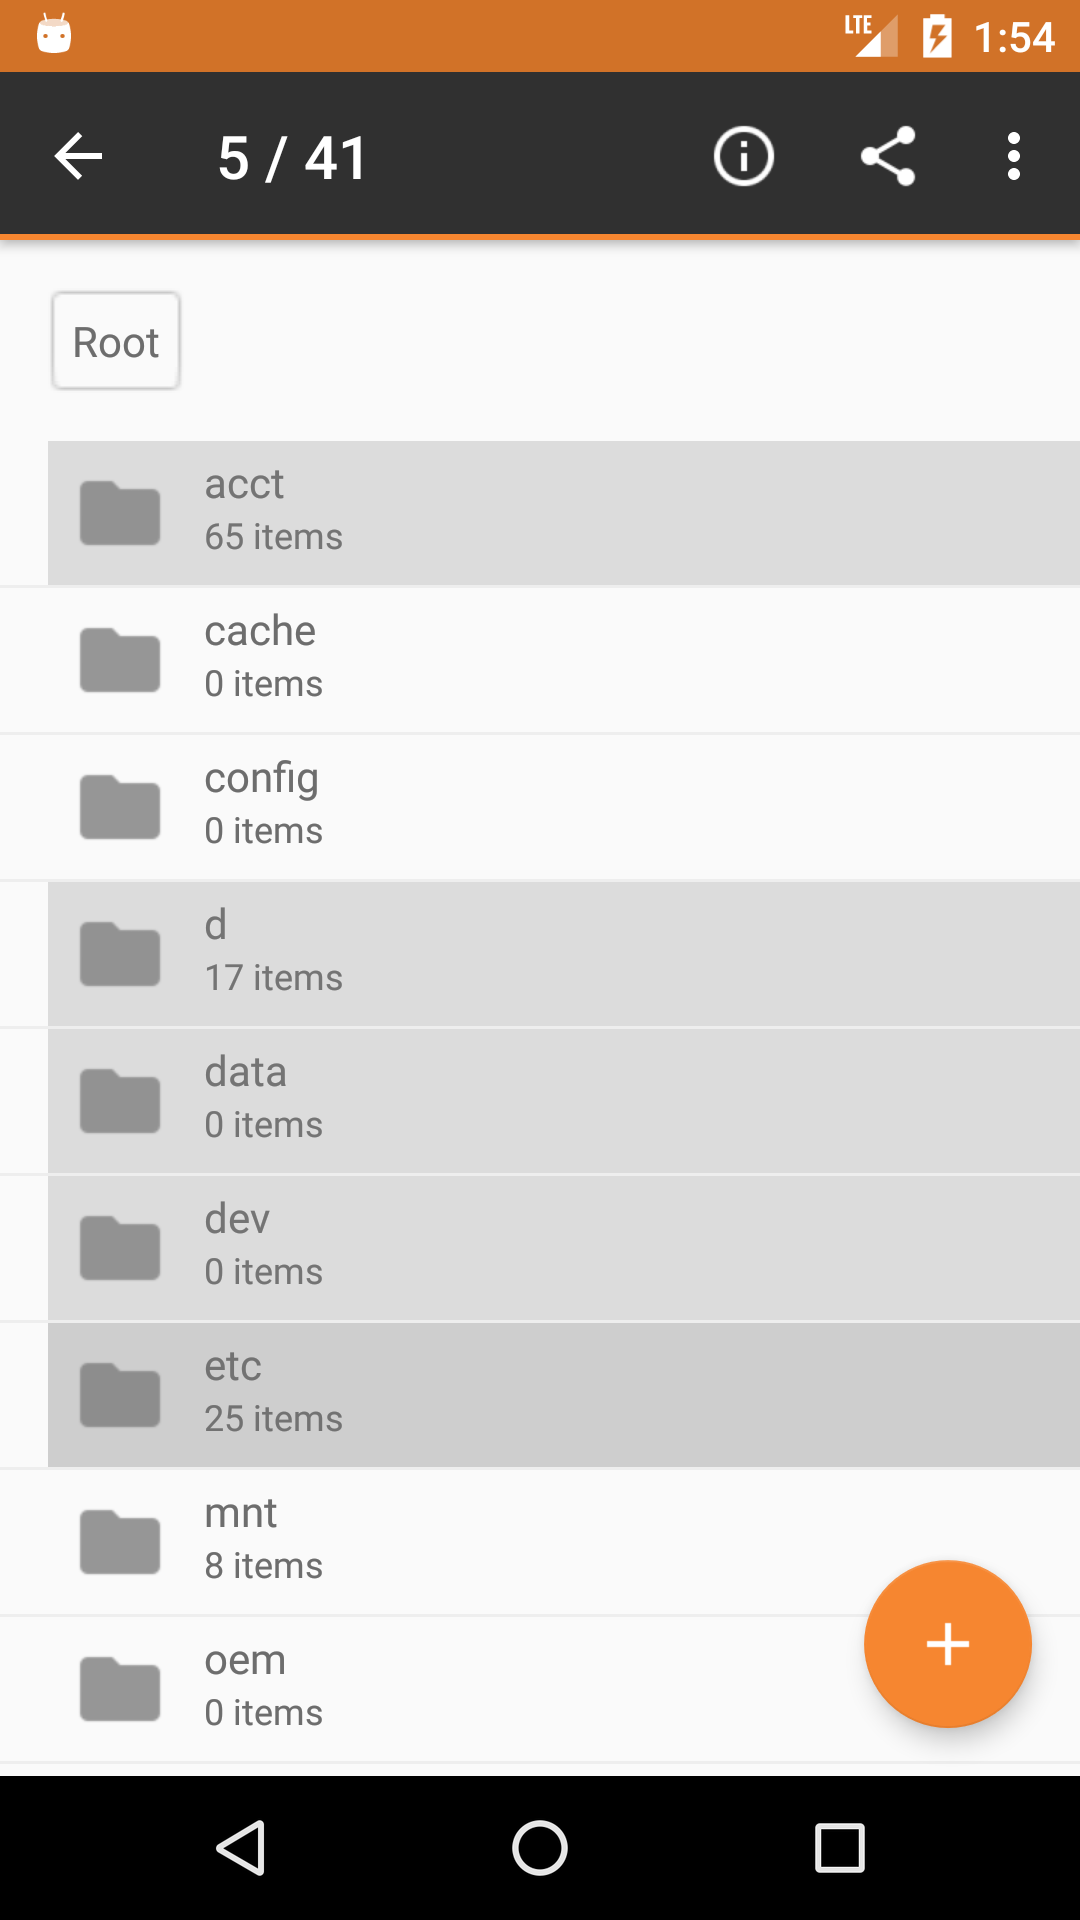 LTE 1:54
5 / 41
Root
acct
65 items
cache
0 items
config
0 items
d
17 items
data
0 items
dev
0 items
etc
25 items
mnt
8 items
oem
0 items